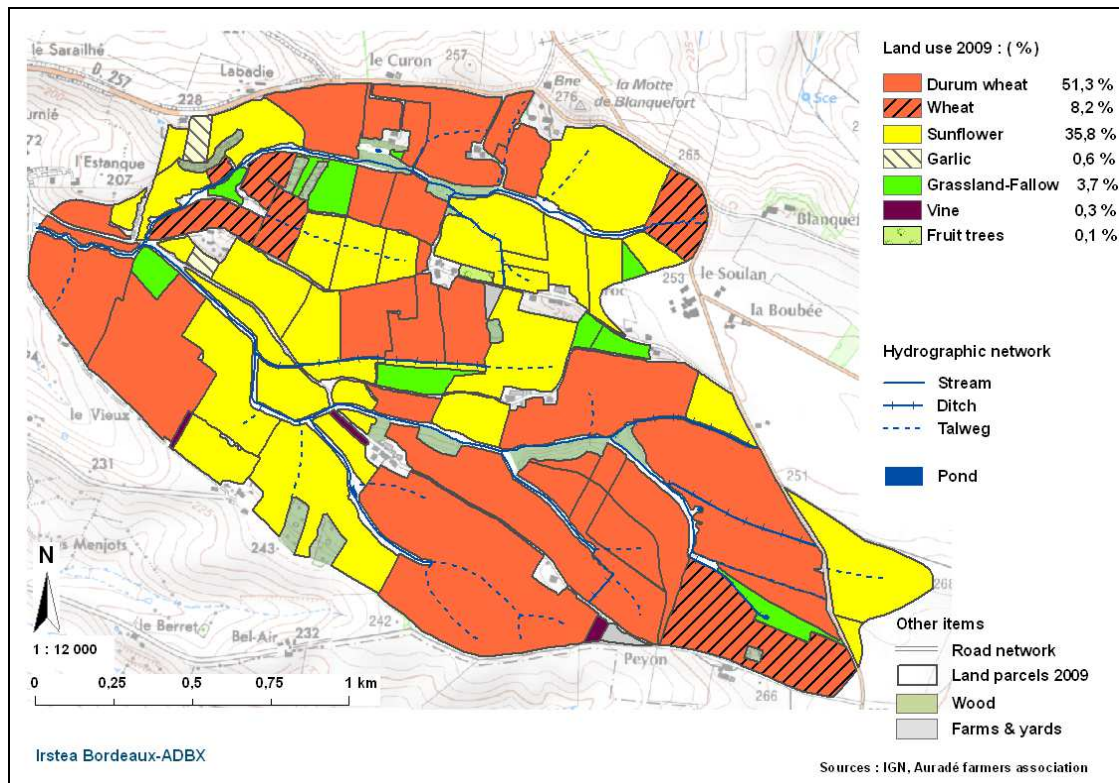 le Sarailhé
D. 257
221
le Curon
257
Labadie
228
Bne
276
la Motte
de Blanquefort
Sce
l'Estanque
207
265
253
le Soulan
la Boubée
le Vieux
231
251
243
268
242
le Berret
Bel-Air
232
Peyon
266
N
1 : 12 000
0 0,25 0,5 0,75 1 km
Irstea Bordeaux-ADBX
Land use 2009 : ( %)
Durum wheat 51,3 %
Wheat 8,2 %
Sunflower 35,8 %
Garlic 0,6 %
Grassland-Fallow 3,7 %
Vine 0,3 %
Fruit trees 0,1 %
Hydrographic network
Stream
Ditch
Talweg
Pond
Other items
Road network
Land parcels 2009
Wood
Farms & yards
Sources : IGN, Auradé farmers association